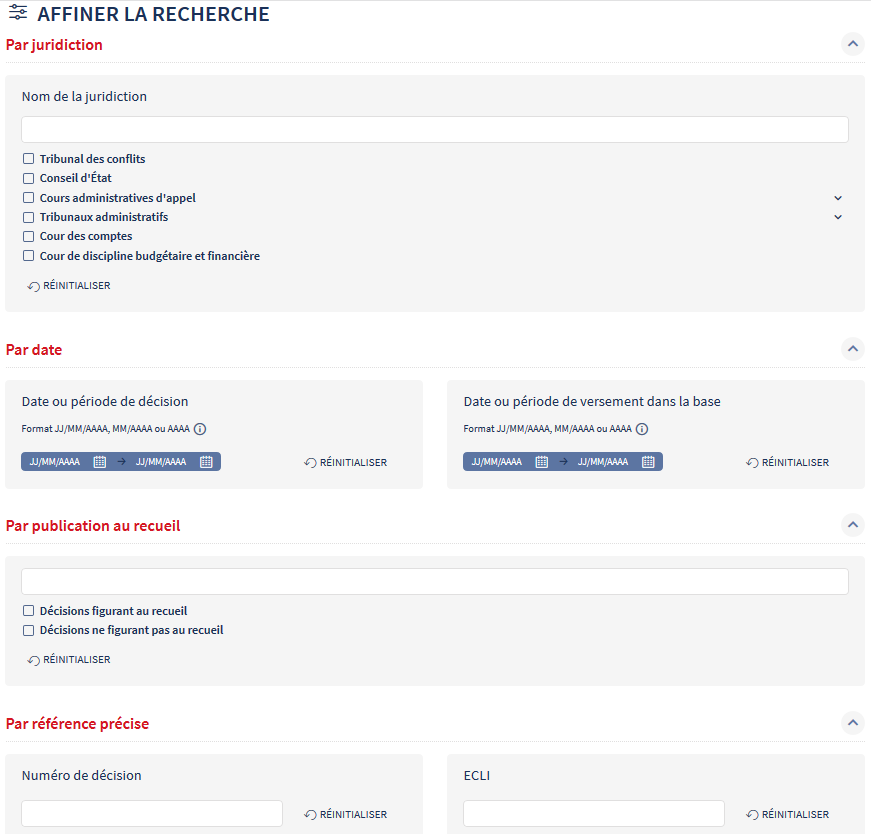 AFFINER LA RECHERCHE
Par juridiction
Nom de la juridiction
Tribunal des conflits
Conseil d'État
Cours administratives d'appel
Tribunaux administratifs
Cour des comptes
Cour de discipline budgétaire et financière
RÉINITIALISER
Par date
Date ou période de décision
Format JJ/MM/AAAA, MM/AAAA ou AAAA
JJ/MM/AAAA → JJ/MM/AAAA
RÉINITIALISER
Date ou période de versement dans la base
Format JJ/MM/AAAA, MM/AAAA ou AAAA
JJ/MM/AAAA → JJ/MM/AAAA
RÉINITIALISER
Par publication au recueil
Décisions figurant au recueil
Décisions ne figurant pas au recueil
RÉINITIALISER
Par référence précise
Numéro de décision
RÉINITIALISER
ECLI
RÉINITIALISER